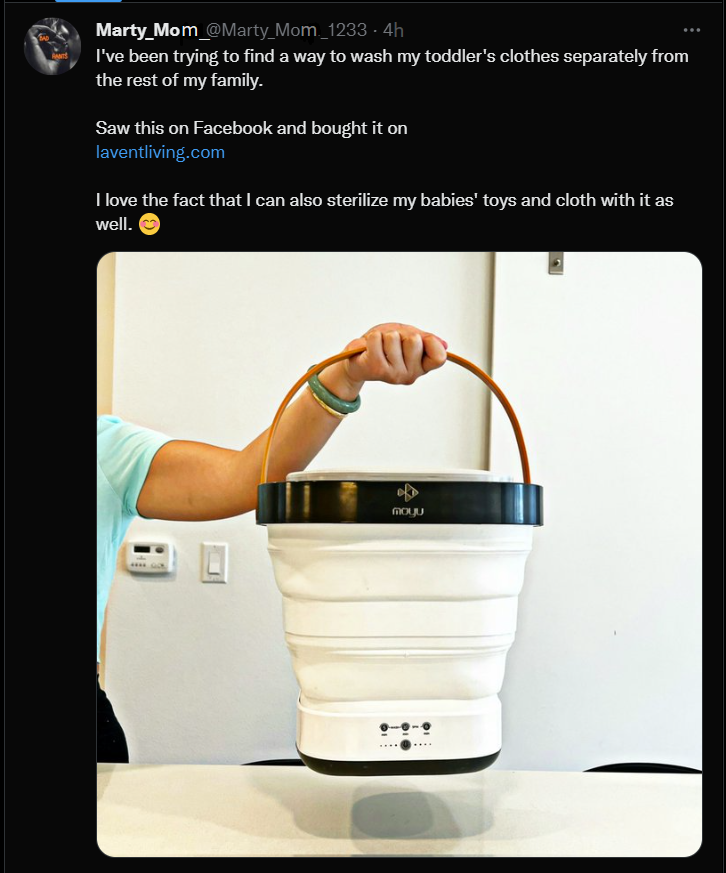 Marty_Mom_@Marty_Mom_1233 · 4h
I've been trying to find a way to wash my toddler's clothes separately from
the rest of my family.
Saw this on Facebook and bought it on
laventliving.com
I love the fact that I can also sterilize my babies' toys and cloth with it as
well. 😊
moyu